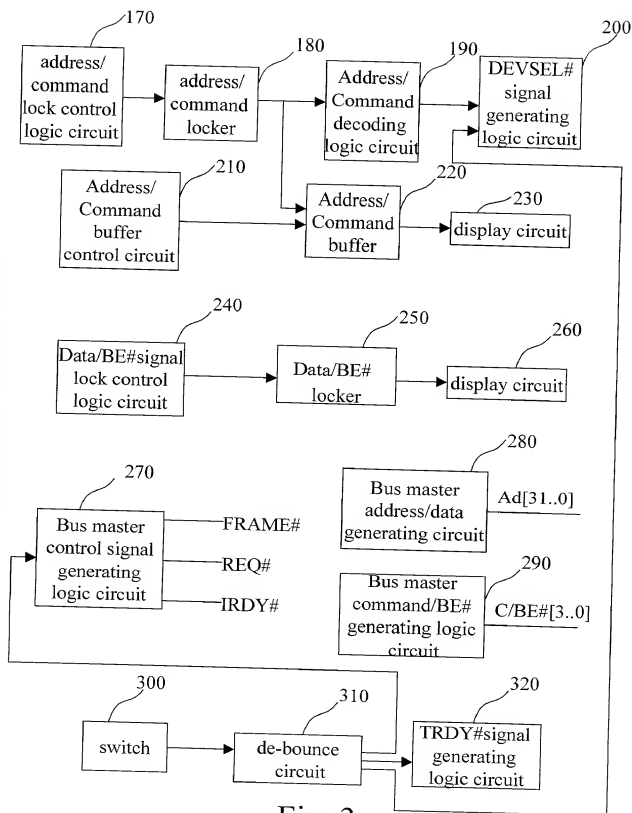 170
address/
command
lock control
logic circuit
180
address/
command
locker
190
Address/
Command
decoding
logic circuit
200
DEVSEL#
signal
generating
logic circuit
210
Address/
Command
buffer
control circuit
220
Address/
Command
buffer
230
display circuit
240
Data/BE#signal
lock control
logic circuit
250
Data/BE#
locker
260
display circuit
270
Bus master
control signal
generating
logic circuit
FRAME#
REQ#
IRDY#
280
Bus master
address/data
generating circuit
Ad[31..0]
290
Bus master
command/BE#
generating logic
circuit
C/BE#[3..0]
300
switch
310
de-bounce
circuit
320
TRDY#signal
generating
logic circuit